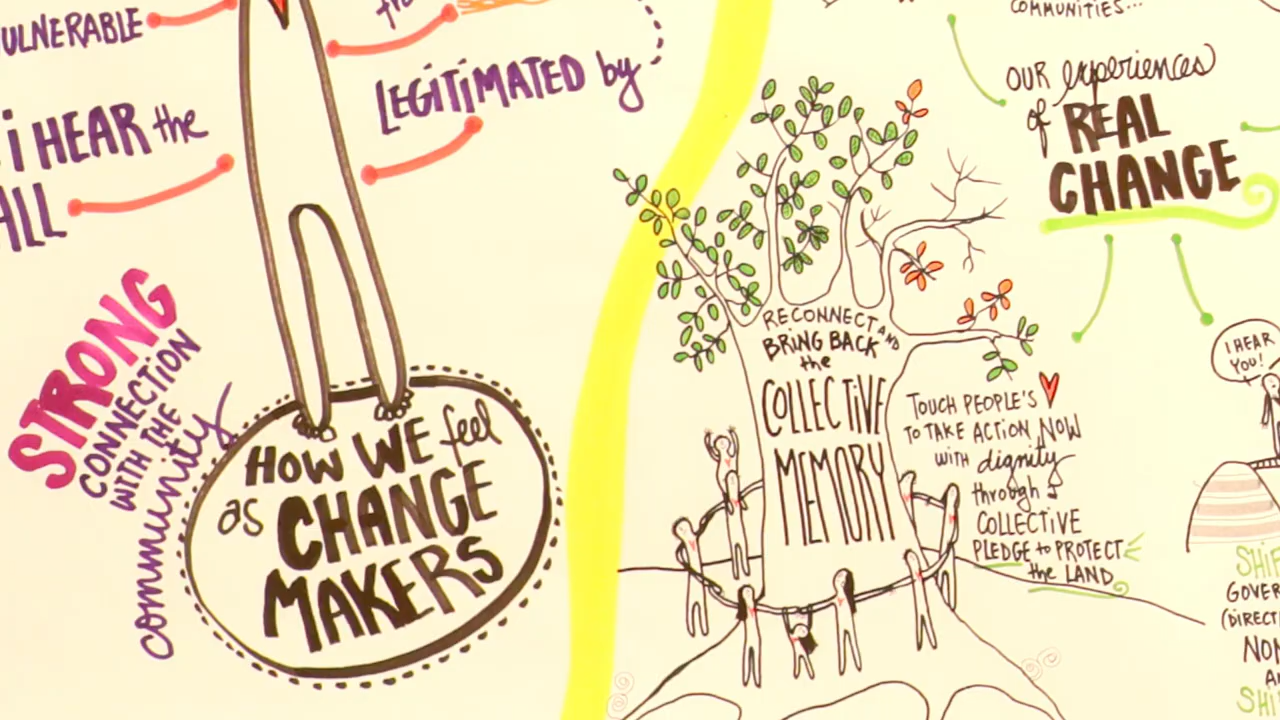 VULNERABLE
LEGITIMATED by
I HEAR the
STRONG
CONNECTION
WITH THE
community
HOW WE feel
as CHANGE
MAKERS
COMMUNITIES...
OUR experiences
of REAL
CHANGE
RECONNECT AND
BRING BACK
the
COLLECTIVE
MEMORY
TOUCH PEOPLE'S
TO TAKE ACTION NOW
WITH dignity
through
COLLECTIVE
PLEDGE to PROTECT
the LAND
I HEAR
YOU!